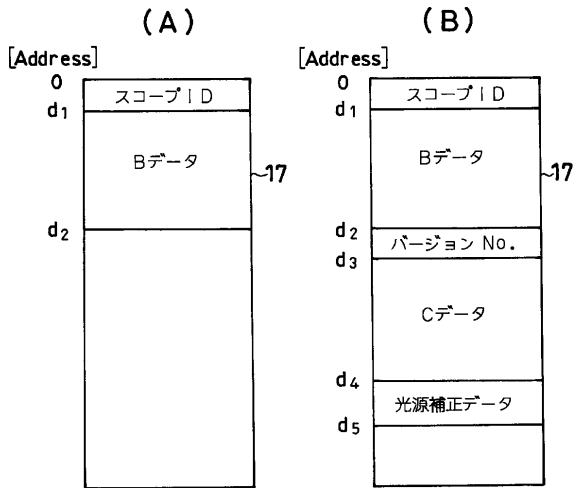 (A)
[Address]
0
スコープID
d1
Bデータ
17
d2
(B)
[Address]
0
スコープID
d1
Bデータ
17
d2
バージョン No.
d3
Cデータ
d4
光源補正データ
d5